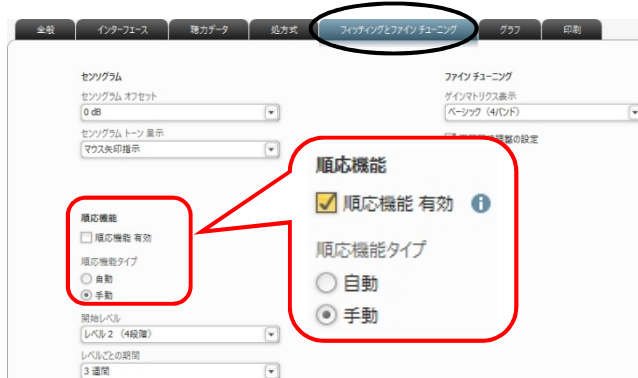 全般
インターフェース
聴力データ
処方式
フィッティングとファインチューニング
グラフ
印刷
センソグラム
センソグラム オフセット
0 dB
センソグラム トーン 呈示
マウス矢印指示
順応機能
順応機能 有効
順応機能タイプ
自動
手動
開始レベル
レベル 2 （4段階）
レベルごとの期間
3 週間
ファイン チューニング
ゲインマトリクス表示
ベーシック （4バンド）
調整の設定
順応機能
順応機能 有効
順応機能タイプ
自動
手動